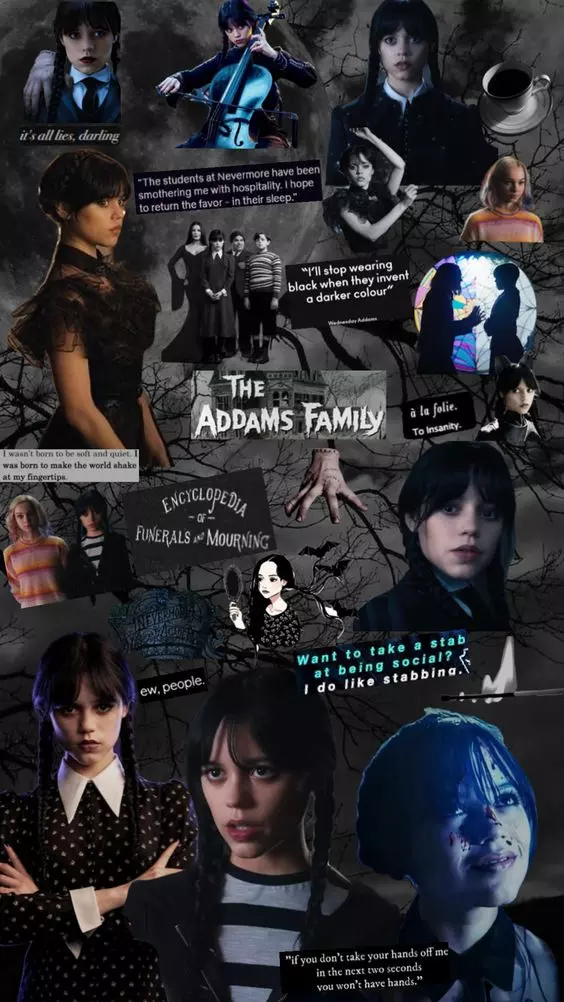 it's all lies, darling
"The students at Nevermore have been
smothering me with hospitality. I hope
to return the favor - in their sleep."
"I'll stop wearing
black when they invent
a darker colour"
Wednesday Addams
THE
ADDAMS FAMILY
à la folie.
To Insanity.
I wasn't born to be soft and quiet. I
was born to make the world shake
at my fingertips.
ENCYCLOPEDIA
- OF -
FUNERALS AND MOURNING
NEVERMORE
ACADEMY
Want to take a stab
at being social?
I do like stabbing.
ew, people.
"if you don't take your hands off me
in the next two seconds
you won't have hands."